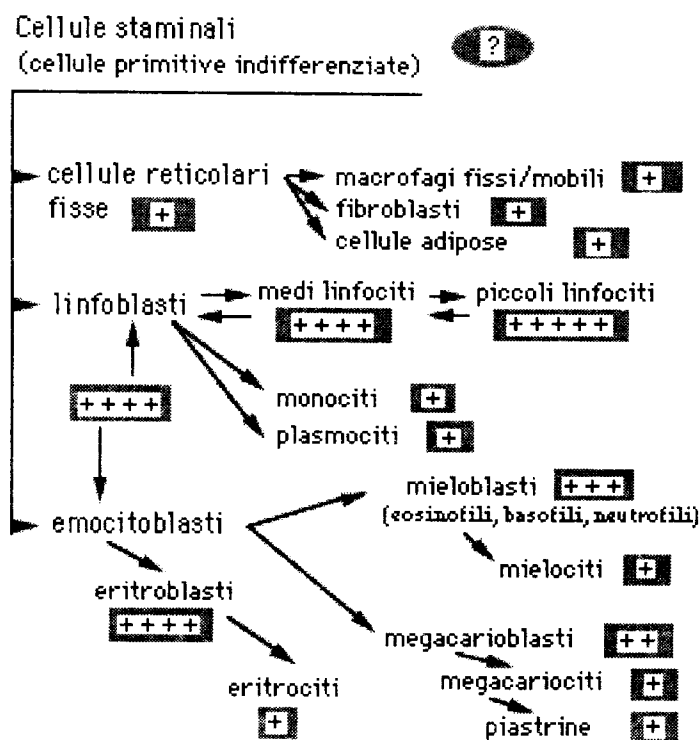 Cellule staminali ?
(cellule primitive indifferenziate)
cellule reticolari macrofagi fissi/mobili +
fisse + fibroblasti +
cellule adipose +
linfoblasti medi linfociti piccoli linfociti
++++ +++++
++++ monociti +
plasmociti +
mieloblasti +++
(eosinofili, basofili, neutrofili)
emocitoblasti
mielociti +
eritroblasti
++++
megacarioblasti ++
eritrociti megacariociti +
+ piastrine +